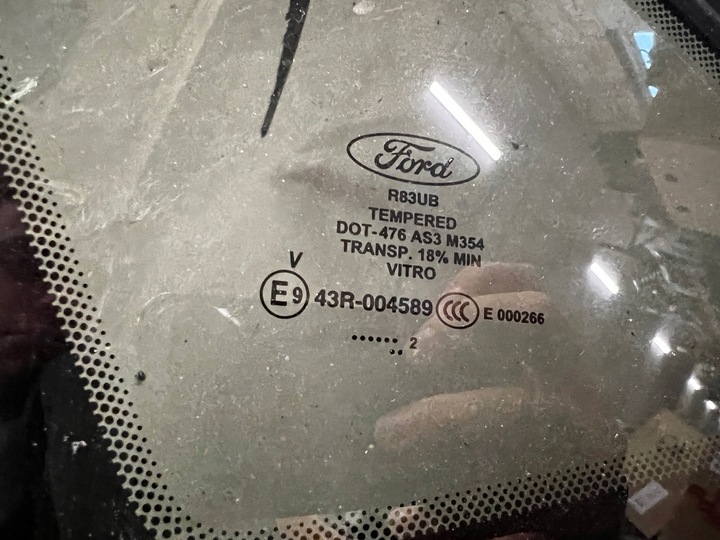 Ford
R83UB
TEMPERED
DOT-476 AS3 M354
TRANSP. 18% MIN
VITRO
V
E9 43R-004589 CCC E 000266
....... 2
..